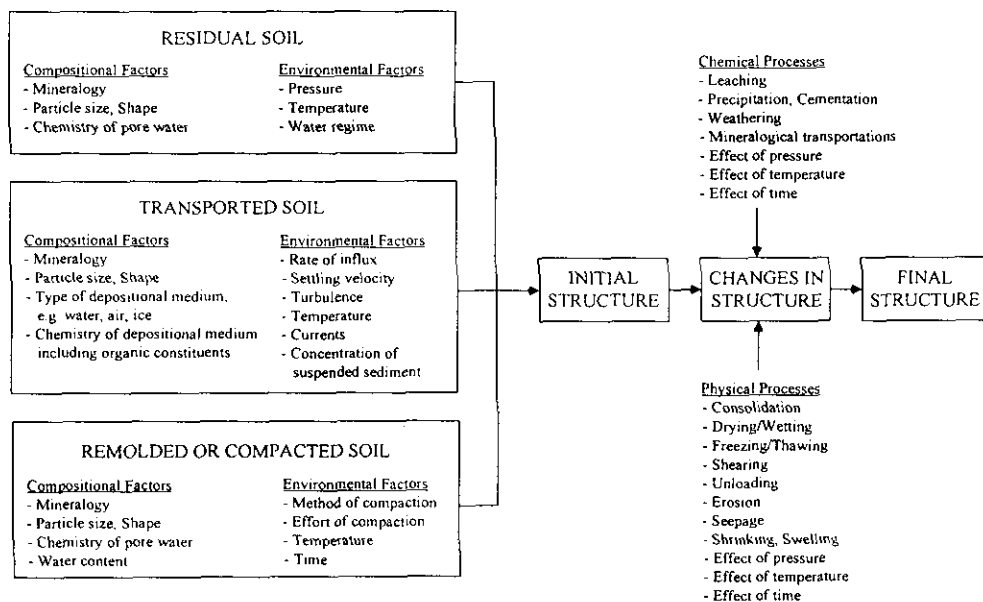 RESIDUAL SOIL
Compositional Factors
- Mineralogy
- Particle size, Shape
- Chemistry of pore water
Environmental Factors
- Pressure
- Temperature
- Water regime
TRANSPORTED SOIL
Compositional Factors
- Mineralogy
- Particle size, Shape
- Type of depositional medium,
e.g. water, air, ice
- Chemistry of depositional medium
including organic constituents
Environmental Factors
- Rate of influx
- Settling velocity
- Turbulence
- Temperature
- Currents
- Concentration of
suspended sediment
REMOLDED OR COMPACTED SOIL
Compositional Factors
- Mineralogy
- Particle size, Shape
- Chemistry of pore water
- Water content
Environmental Factors
- Method of compaction
- Effort of compaction
- Temperature
- Time
INITIAL
STRUCTURE
Chemical Processes
- Leaching
- Precipitation, Cementation
- Weathering
- Mineralogical transportations
- Effect of pressure
- Effect of temperature
- Effect of time
CHANGES IN
STRUCTURE
FINAL
STRUCTURE
Physical Processes
- Consolidation
- Drying/Wetting
- Freezing/Thawing
- Shearing
- Unloading
- Erosion
- Seepage
- Shrinking, Swelling
- Effect of pressure
- Effect of temperature
- Effect of time